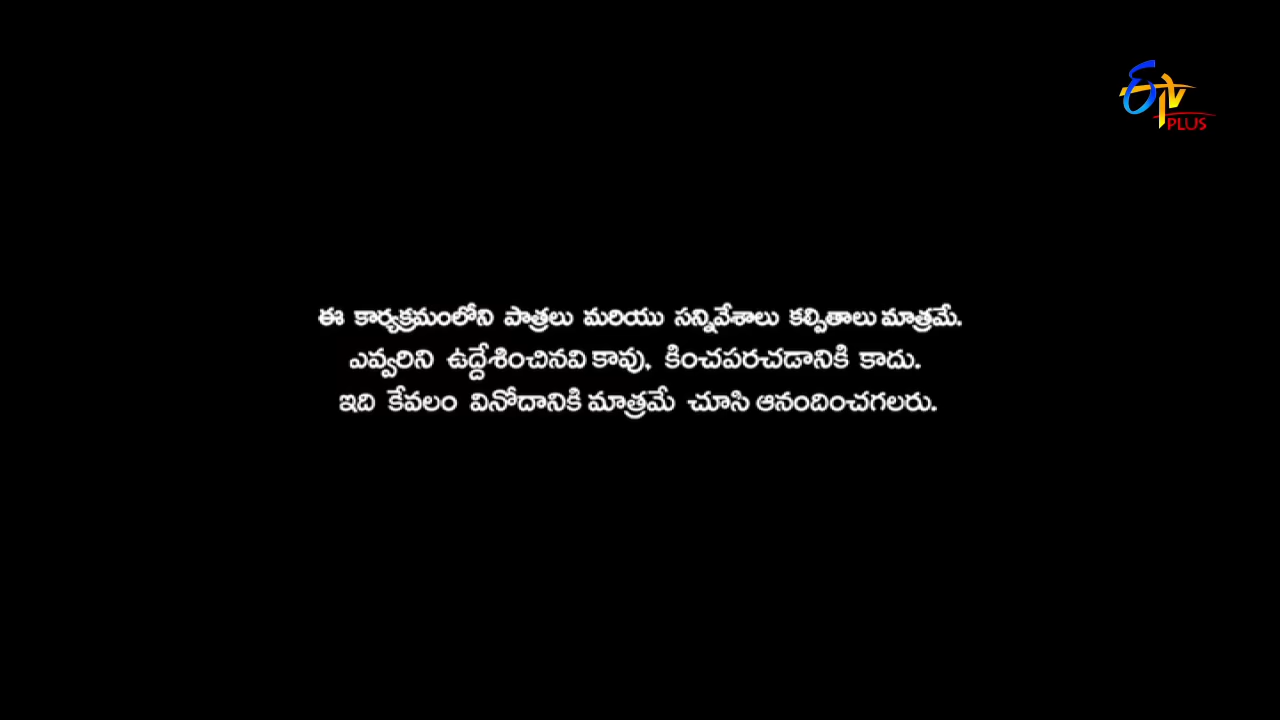 ETV
PLUS
ఈ కార్యక్రమంలోని పాత్రలు మరియు సన్నివేశాలు కల్పితాలు మాత్రమే.
ఎవ్వరిని ఉద్దేశించినవి కావు, కించపరచడానికి కాదు.
ఇది కేవలం వినోదానికి మాత్రమే చూసి ఆనందించగలరు.